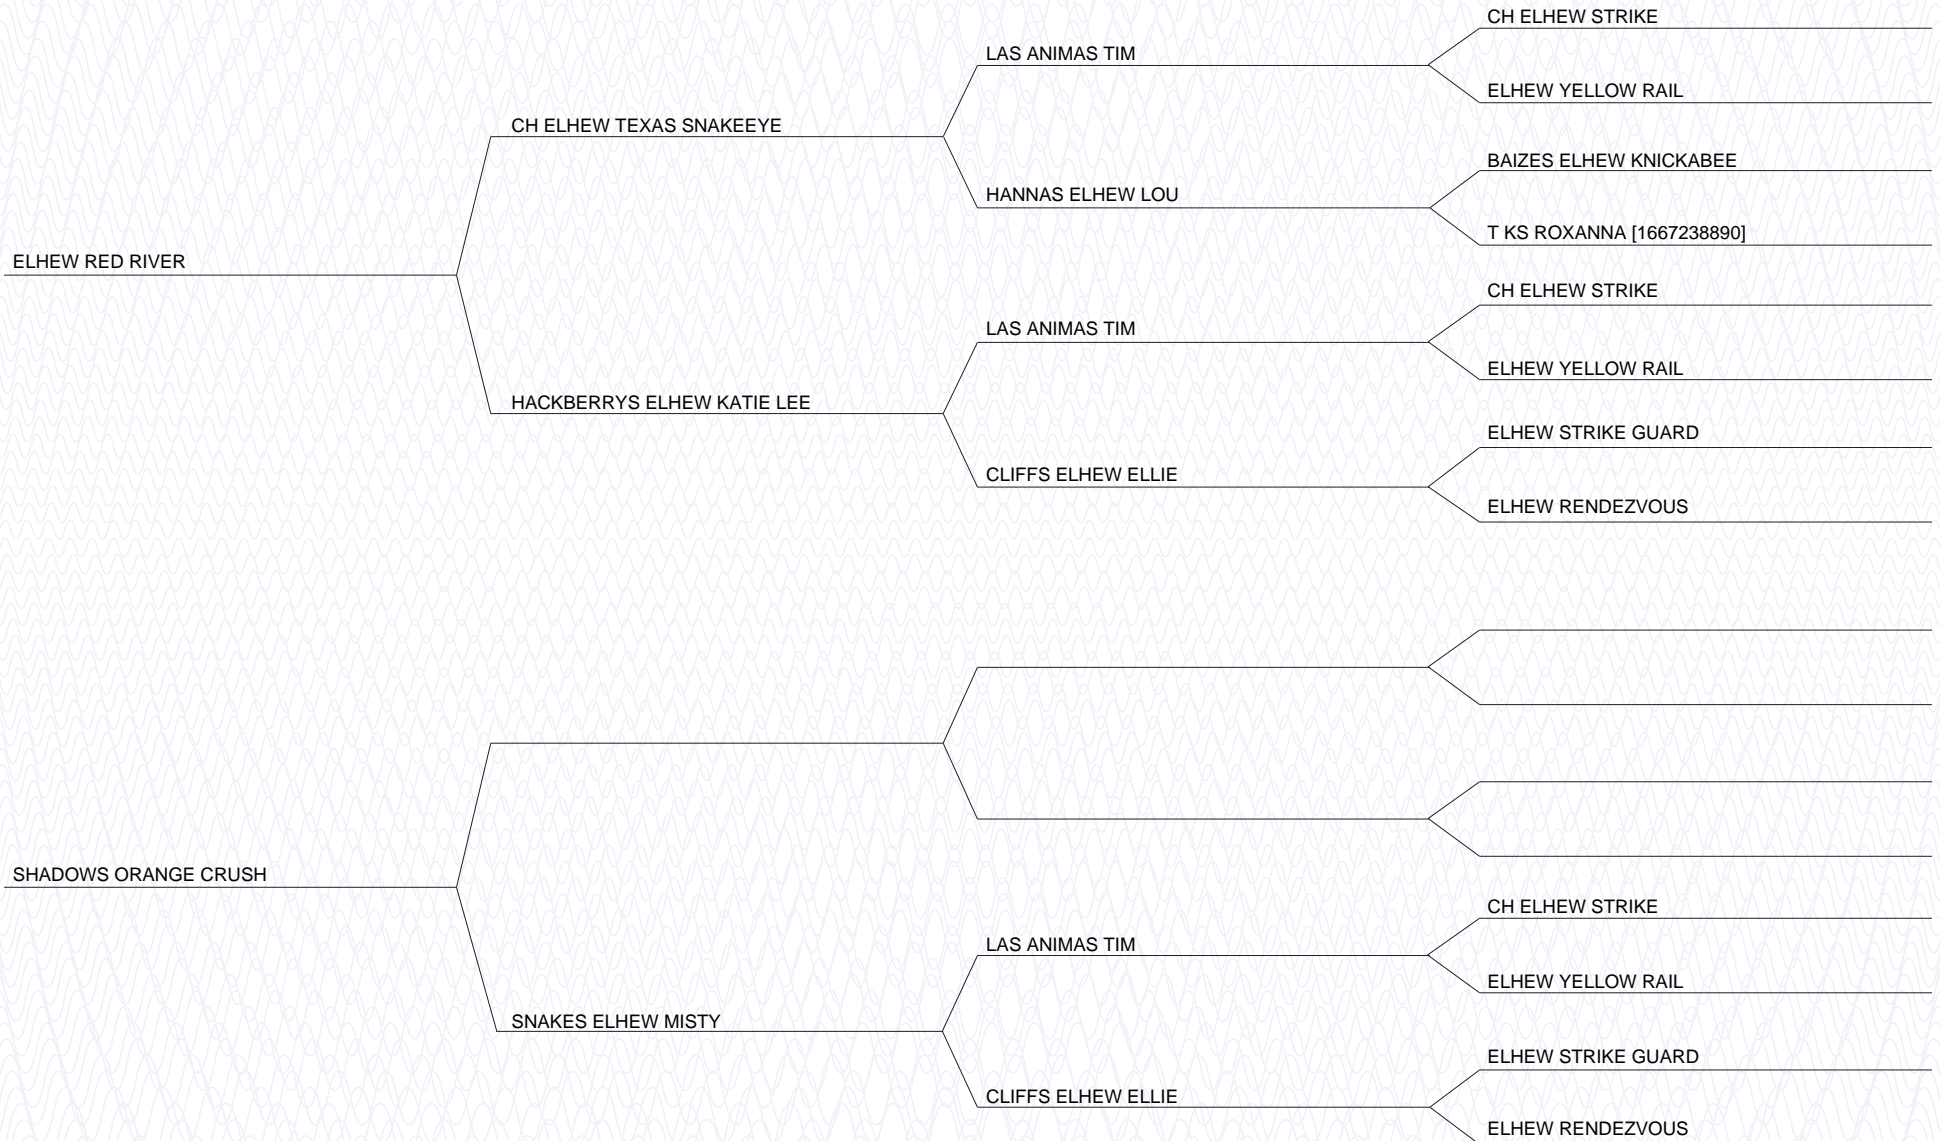 CH ELHEW STRIKE
LAS ANIMAS TIM
ELHEW YELLOW RAIL
CH ELHEW TEXAS SNAKEEYE
BAIZES ELHEW KNICKABEE
HANNAS ELHEW LOU
T KS ROXANNA [1667238890]
ELHEW RED RIVER
CH ELHEW STRIKE
LAS ANIMAS TIM
ELHEW YELLOW RAIL
HACKBERRYS ELHEW KATIE LEE
ELHEW STRIKE GUARD
CLIFFS ELHEW ELLIE
ELHEW RENDEZVOUS
SHADOWS ORANGE CRUSH
CH ELHEW STRIKE
LAS ANIMAS TIM
ELHEW YELLOW RAIL
SNAKES ELHEW MISTY
ELHEW STRIKE GUARD
CLIFFS ELHEW ELLIE
ELHEW RENDEZVOUS